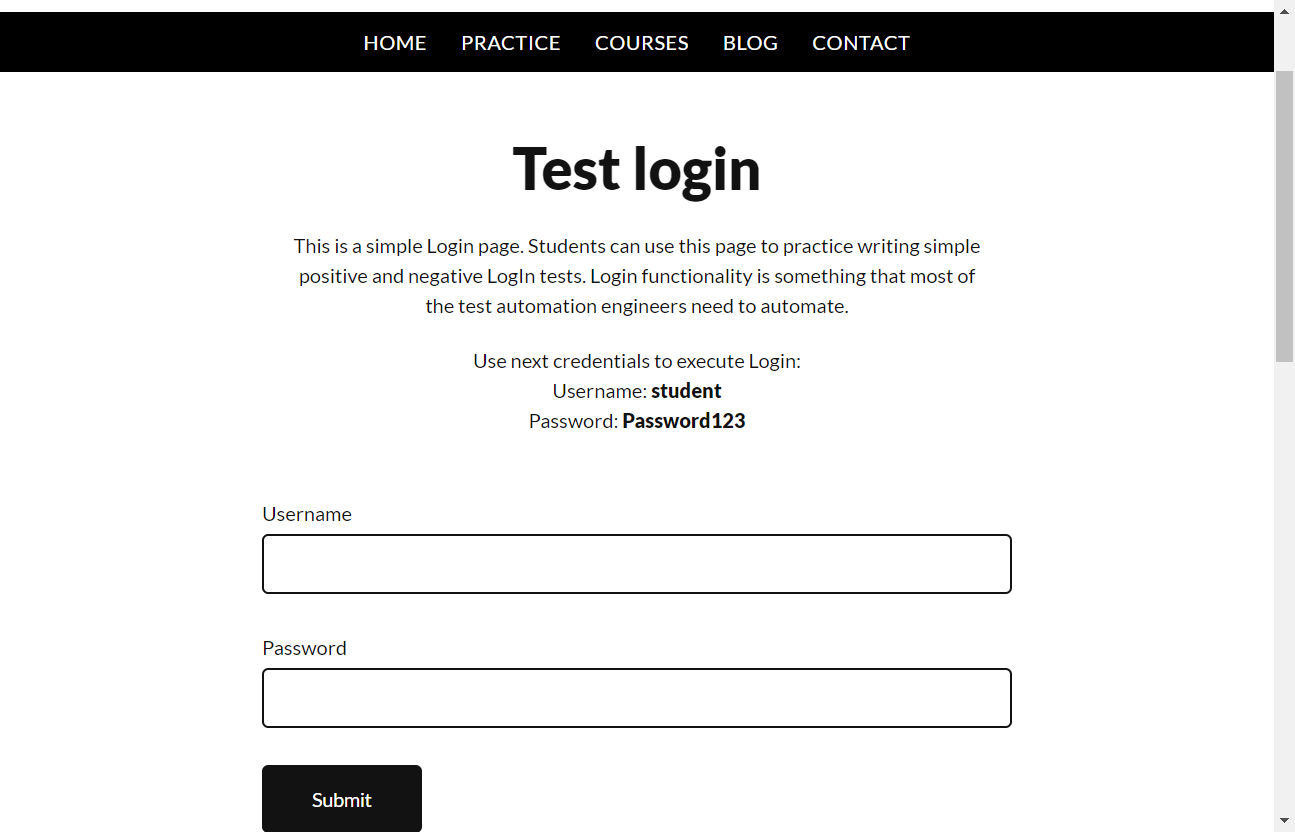 HOME PRACTICE COURSES BLOG CONTACT
Test login
This is a simple Login page. Students can use this page to practice writing simple
positive and negative LogIn tests. Login functionality is something that most of
the test automation engineers need to automate.
Use next credentials to execute Login:
Username: student
Password: Password123
Username
Password
Submit